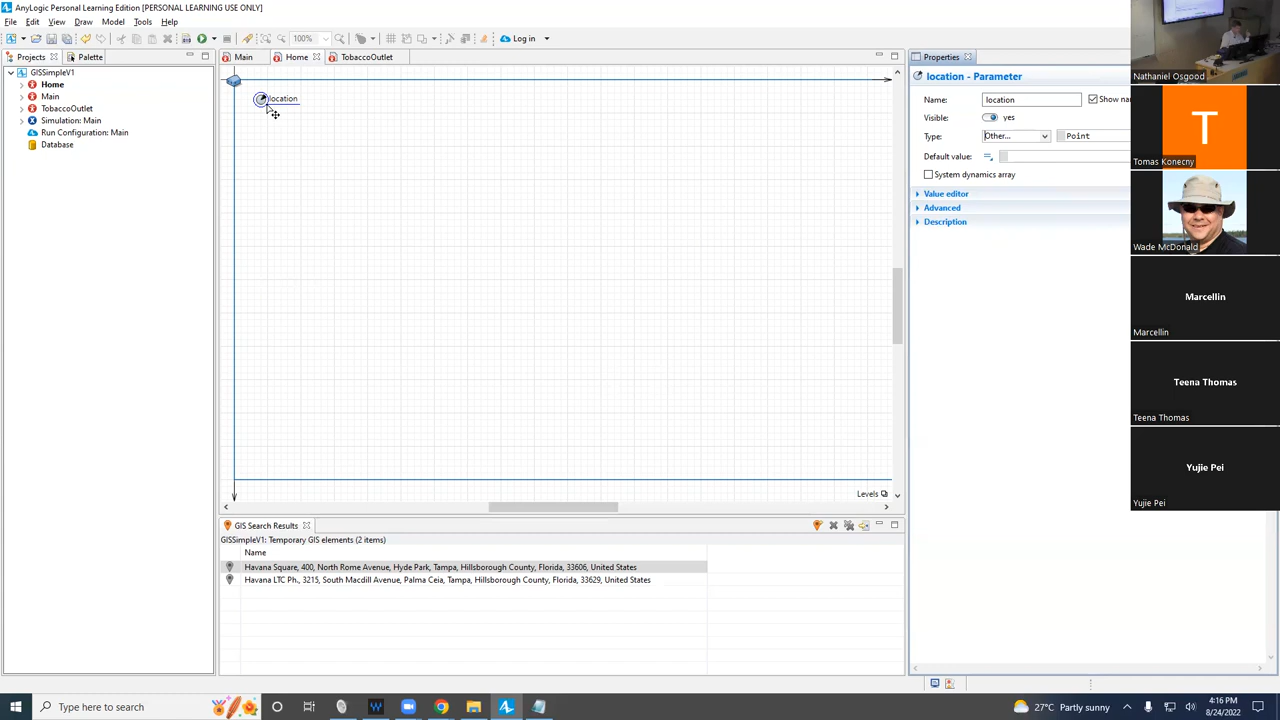 AnyLogic Personal Learning Edition [PERSONAL LEARNING USE ONLY]
File Edit View Draw Model Tools Help
100% Log in
Projects Palette
GISSimpleV1
Home
Main
TobaccoOutlet
Simulation: Main
Run Configuration: Main
Database
Main Home TobaccoOutlet
location
Levels
GIS Search Results
GISSimpleV1: Temporary GIS elements (2 items)
Name
Havana Square, 400, North Rome Avenue, Hyde Park, Tampa, Hillsborough County, Florida, 33606, United States
Havana LTC Ph., 3215, South Macdill Avenue, Palma Ceia, Tampa, Hillsborough County, Florida, 33629, United States
Properties
location - Parameter
Name: location Show na
Visible: yes
Type: Other... Point
Default value:
System dynamics array
Value editor
Advanced
Description
Nathaniel Osgood
T
Tomas Konecny
Wade McDonald
Marcellin
Marcellin
Teena Thomas
Teena Thomas
Yujie Pei
Yujie Pei
Type here to search
27°C Partly sunny
4:16 PM
8/24/2022